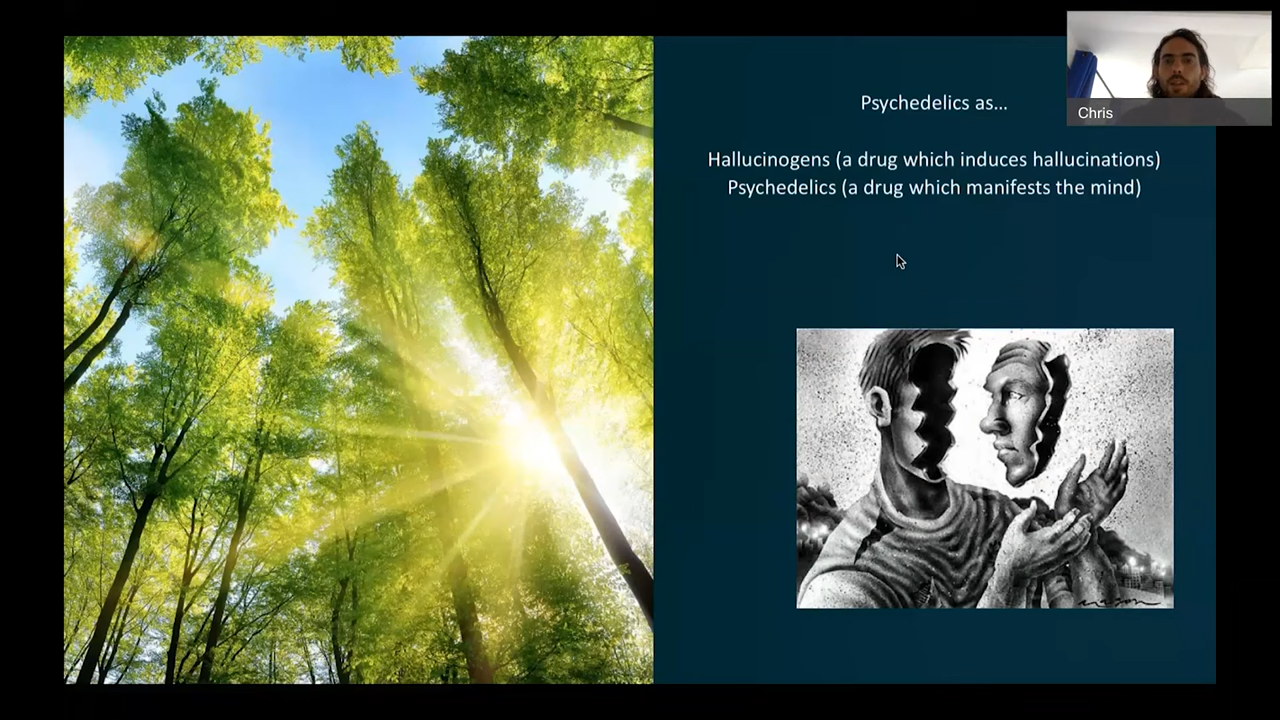 Psychedelics as...
Chris
Hallucinogens (a drug which induces hallucinations)
Psychedelics (a drug which manifests the mind)